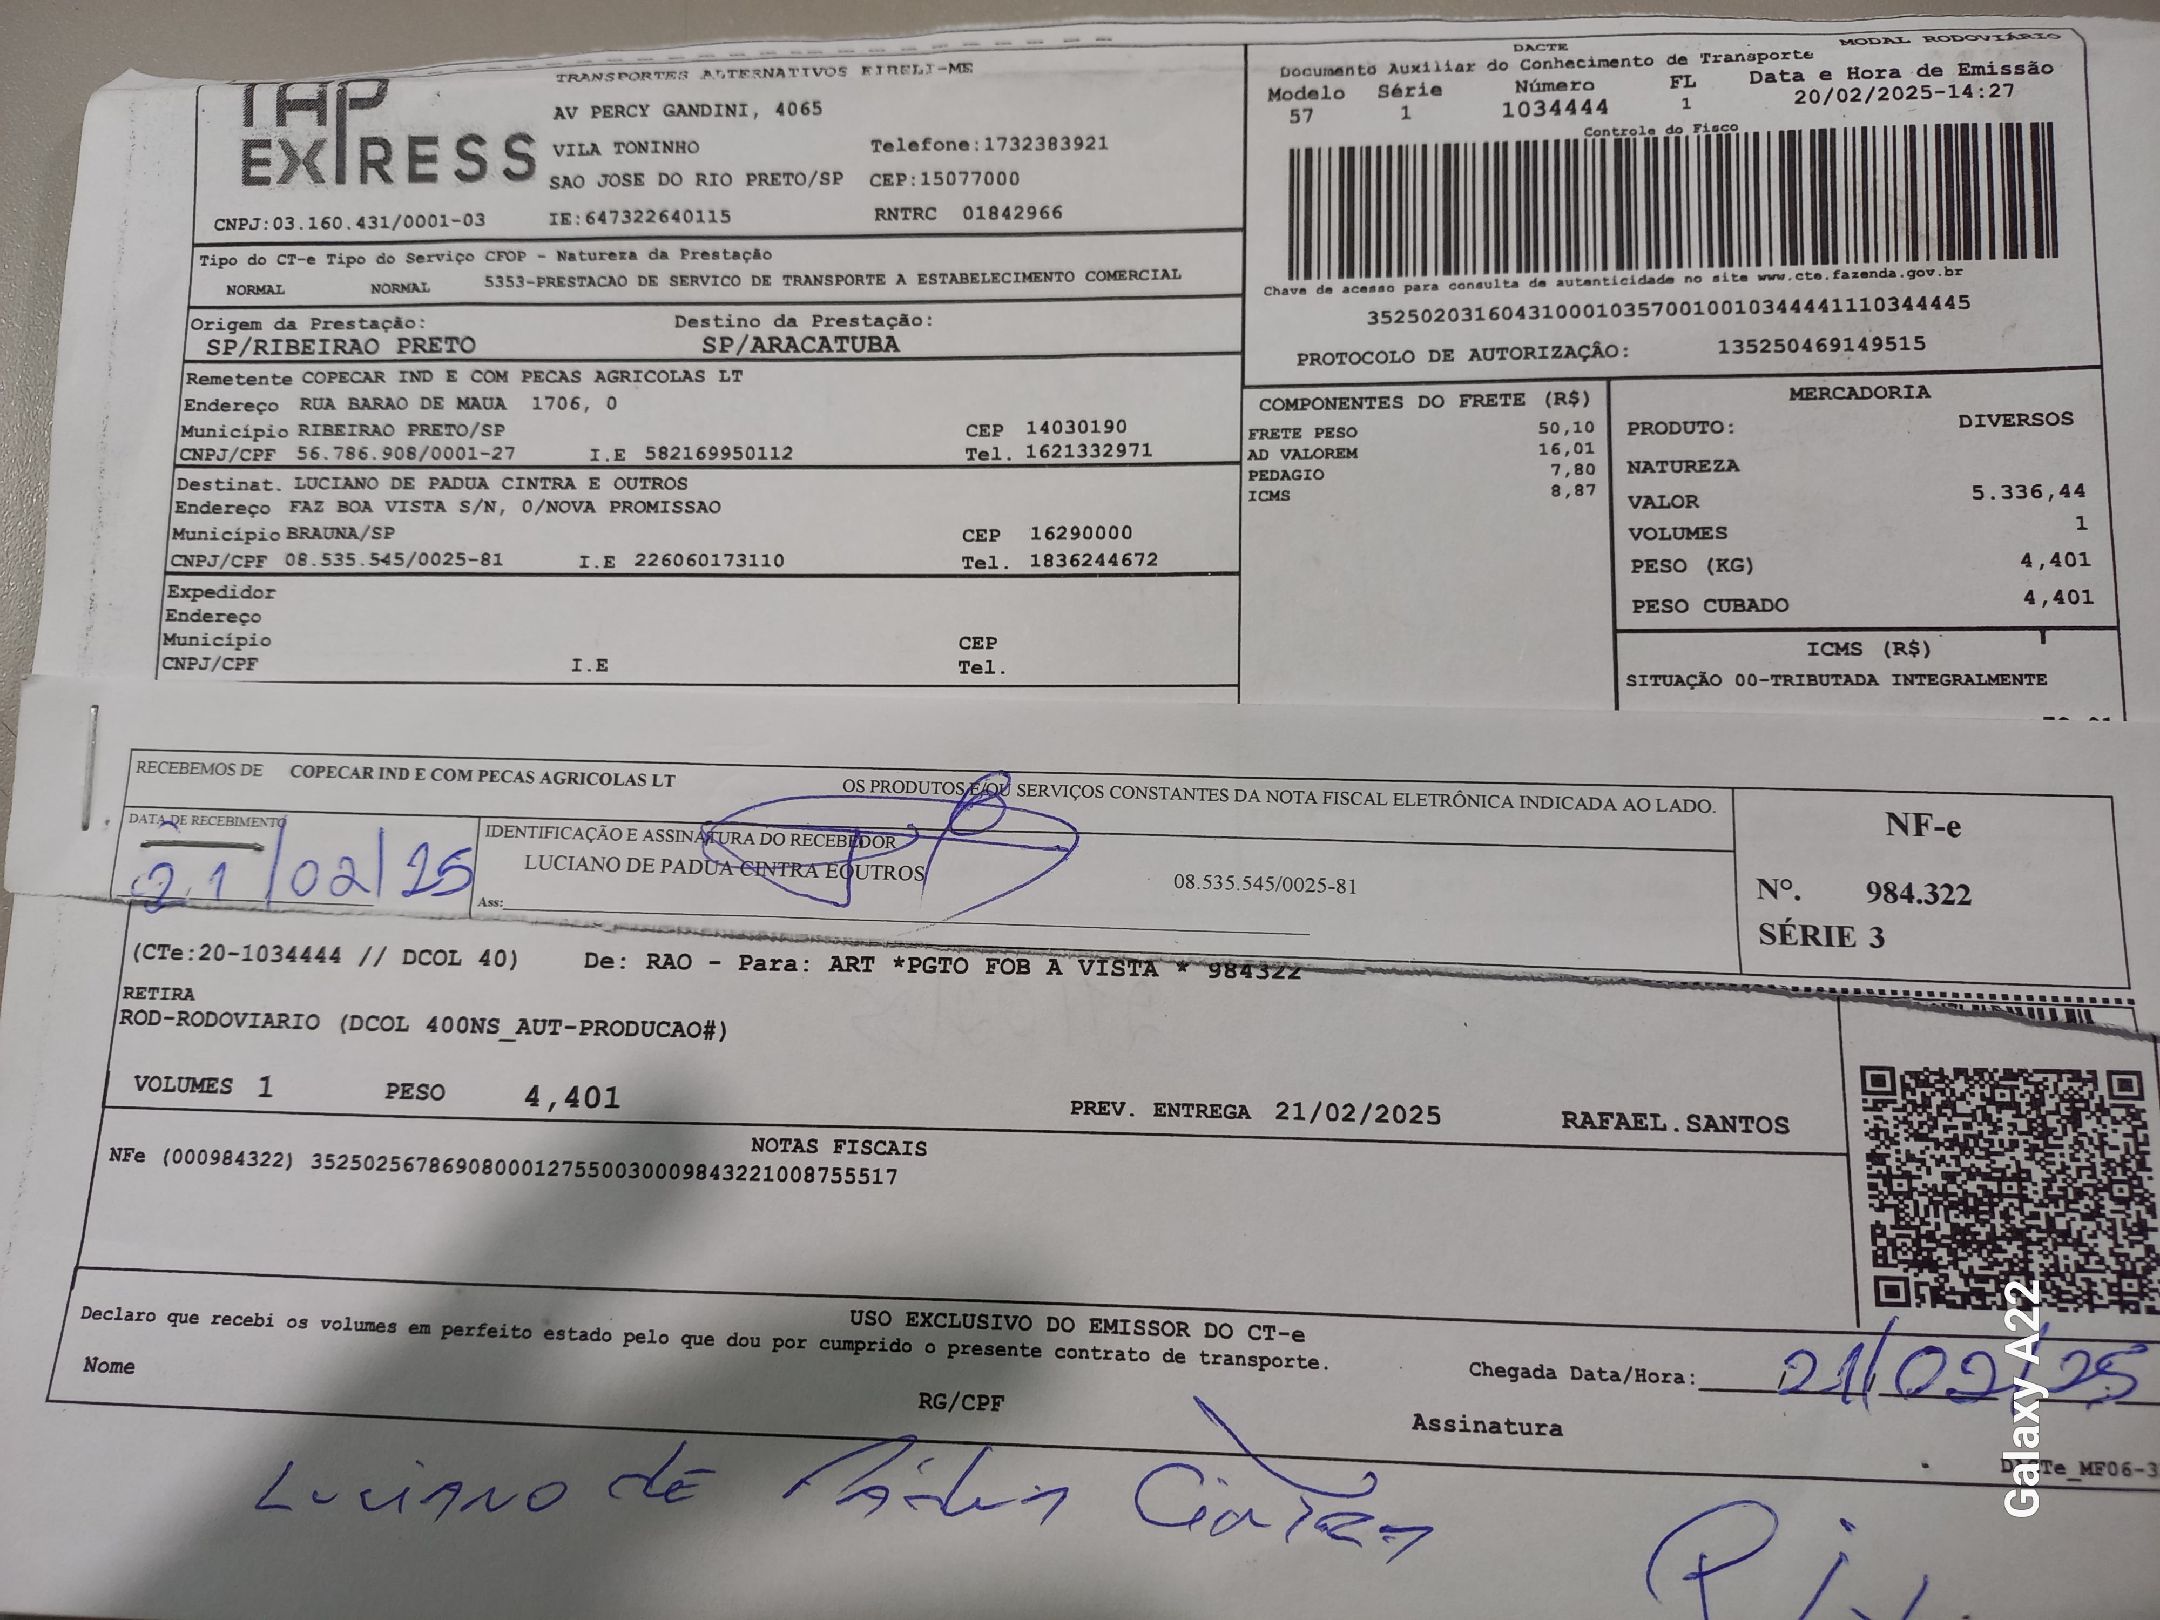 TAP
EXPRESS
TRANSPORTES ALTERNATIVOS EIRELI-ME
AV PERCY GANDINI, 4065
VILA TONINHO Telefone:1732383921
SAO JOSE DO RIO PRETO/SP CEP:15077000
CNPJ:03.160.431/0001-03 IE:647322640115 RNTRC 01842966
DACTE MODAL RODOVIÁRIO
Documento Auxiliar do Conhecimento de Transporte
Modelo Série Número FL Data e Hora de Emissão
57 1 1034444 1 20/02/2025-14:27
Controle do Fisco
Chave de acesso para consulta de autenticidade no site www.cte.fazenda.gov.br
35250203160431000103570010010344441110344445
PROTOCOLO DE AUTORIZAÇÃO: 135250469149515
Tipo do CT-e Tipo do Serviço CFOP - Natureza da Prestação
NORMAL NORMAL 5353-PRESTACAO DE SERVICO DE TRANSPORTE A ESTABELECIMENTO COMERCIAL
Origem da Prestação: Destino da Prestação:
SP/RIBEIRAO PRETO SP/ARACATUBA
Remetente COPECAR IND E COM PECAS AGRICOLAS LT
Endereço RUA BARAO DE MAUA 1706, 0
Município RIBEIRAO PRETO/SP CEP 14030190
CNPJ/CPF 56.786.908/0001-27 I.E 582169950112 Tel. 1621332971
Destinat. LUCIANO DE PADUA CINTRA E OUTROS
Endereço FAZ BOA VISTA S/N, 0/NOVA PROMISSAO
Município BRAUNA/SP CEP 16290000
CNPJ/CPF 08.535.545/0025-81 I.E 226060173110 Tel. 1836244672
Expedidor
Endereço
Município CEP
CNPJ/CPF I.E Tel.
COMPONENTES DO FRETE (R$)
FRETE PESO 50,10
AD VALOREM 16,01
PEDAGIO 7,80
ICMS 8,87
MERCADORIA
PRODUTO: DIVERSOS
NATUREZA
VALOR 5.336,44
VOLUMES 1
PESO (KG) 4,401
PESO CUBADO 4,401
ICMS (R$)
SITUAÇÃO 00-TRIBUTADA INTEGRALMENTE
RECEBEMOS DE COPECAR IND E COM PECAS AGRICOLAS LT OS PRODUTOS E/OU SERVIÇOS CONSTANTES DA NOTA FISCAL ELETRÔNICA INDICADA AO LADO.
DATA DE RECEBIMENTO
21/02/25
IDENTIFICAÇÃO E ASSINATURA DO RECEBEDOR
LUCIANO DE PADUA CINTRA EOUTROS 08.535.545/0025-81
Ass:
NF-e
Nº. 984.322
SÉRIE 3
(CTe:20-1034444 // DCOL 40) De: RAO - Para: ART *PGTO FOB A VISTA * 984322
RETIRA
ROD-RODOVIARIO (DCOL 400NS_AUT-PRODUCAO#)
VOLUMES 1 PESO 4,401 PREV. ENTREGA 21/02/2025 RAFAEL.SANTOS
NOTAS FISCAIS
NFe (000984322) 35250256786908000127550030009843221008755517
USO EXCLUSIVO DO EMISSOR DO CT-e
Declaro que recebi os volumes em perfeito estado pelo que dou por cumprido o presente contrato de transporte.
Nome RG/CPF Chegada Data/Hora: 21/02/25
Assinatura
Luciano de Pádua Cintra
Galaxy A22